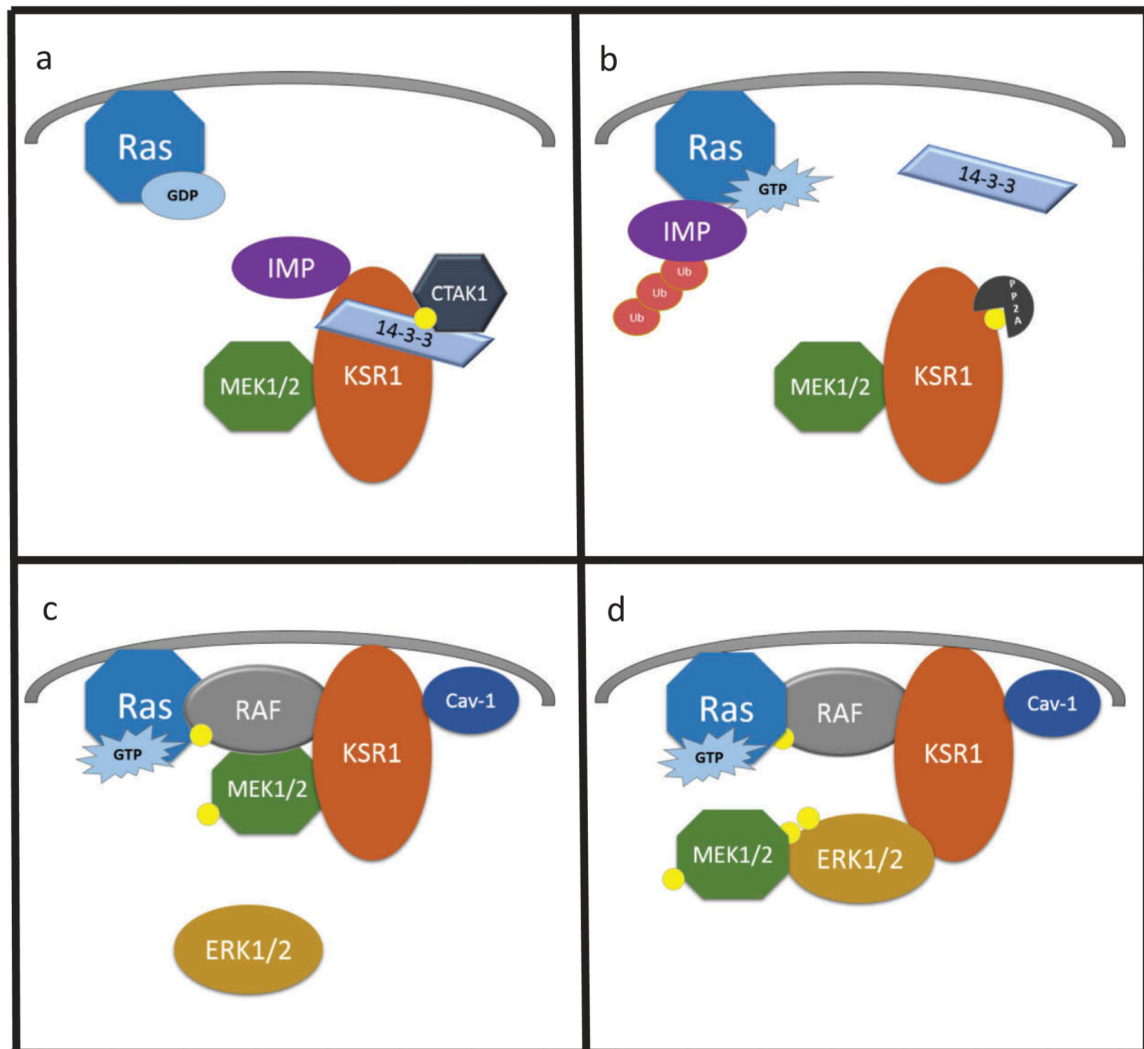 a
Ras
GDP
IMP
CTAK1
14-3-3
MEK1/2
KSR1
b
Ras
GTP
14-3-3
IMP
Ub
Ub
Ub
PP2A
MEK1/2
KSR1
c
Ras
GTP
RAF
Cav-1
KSR1
MEK1/2
ERK1/2
d
Ras
GTP
RAF
Cav-1
KSR1
MEK1/2
ERK1/2